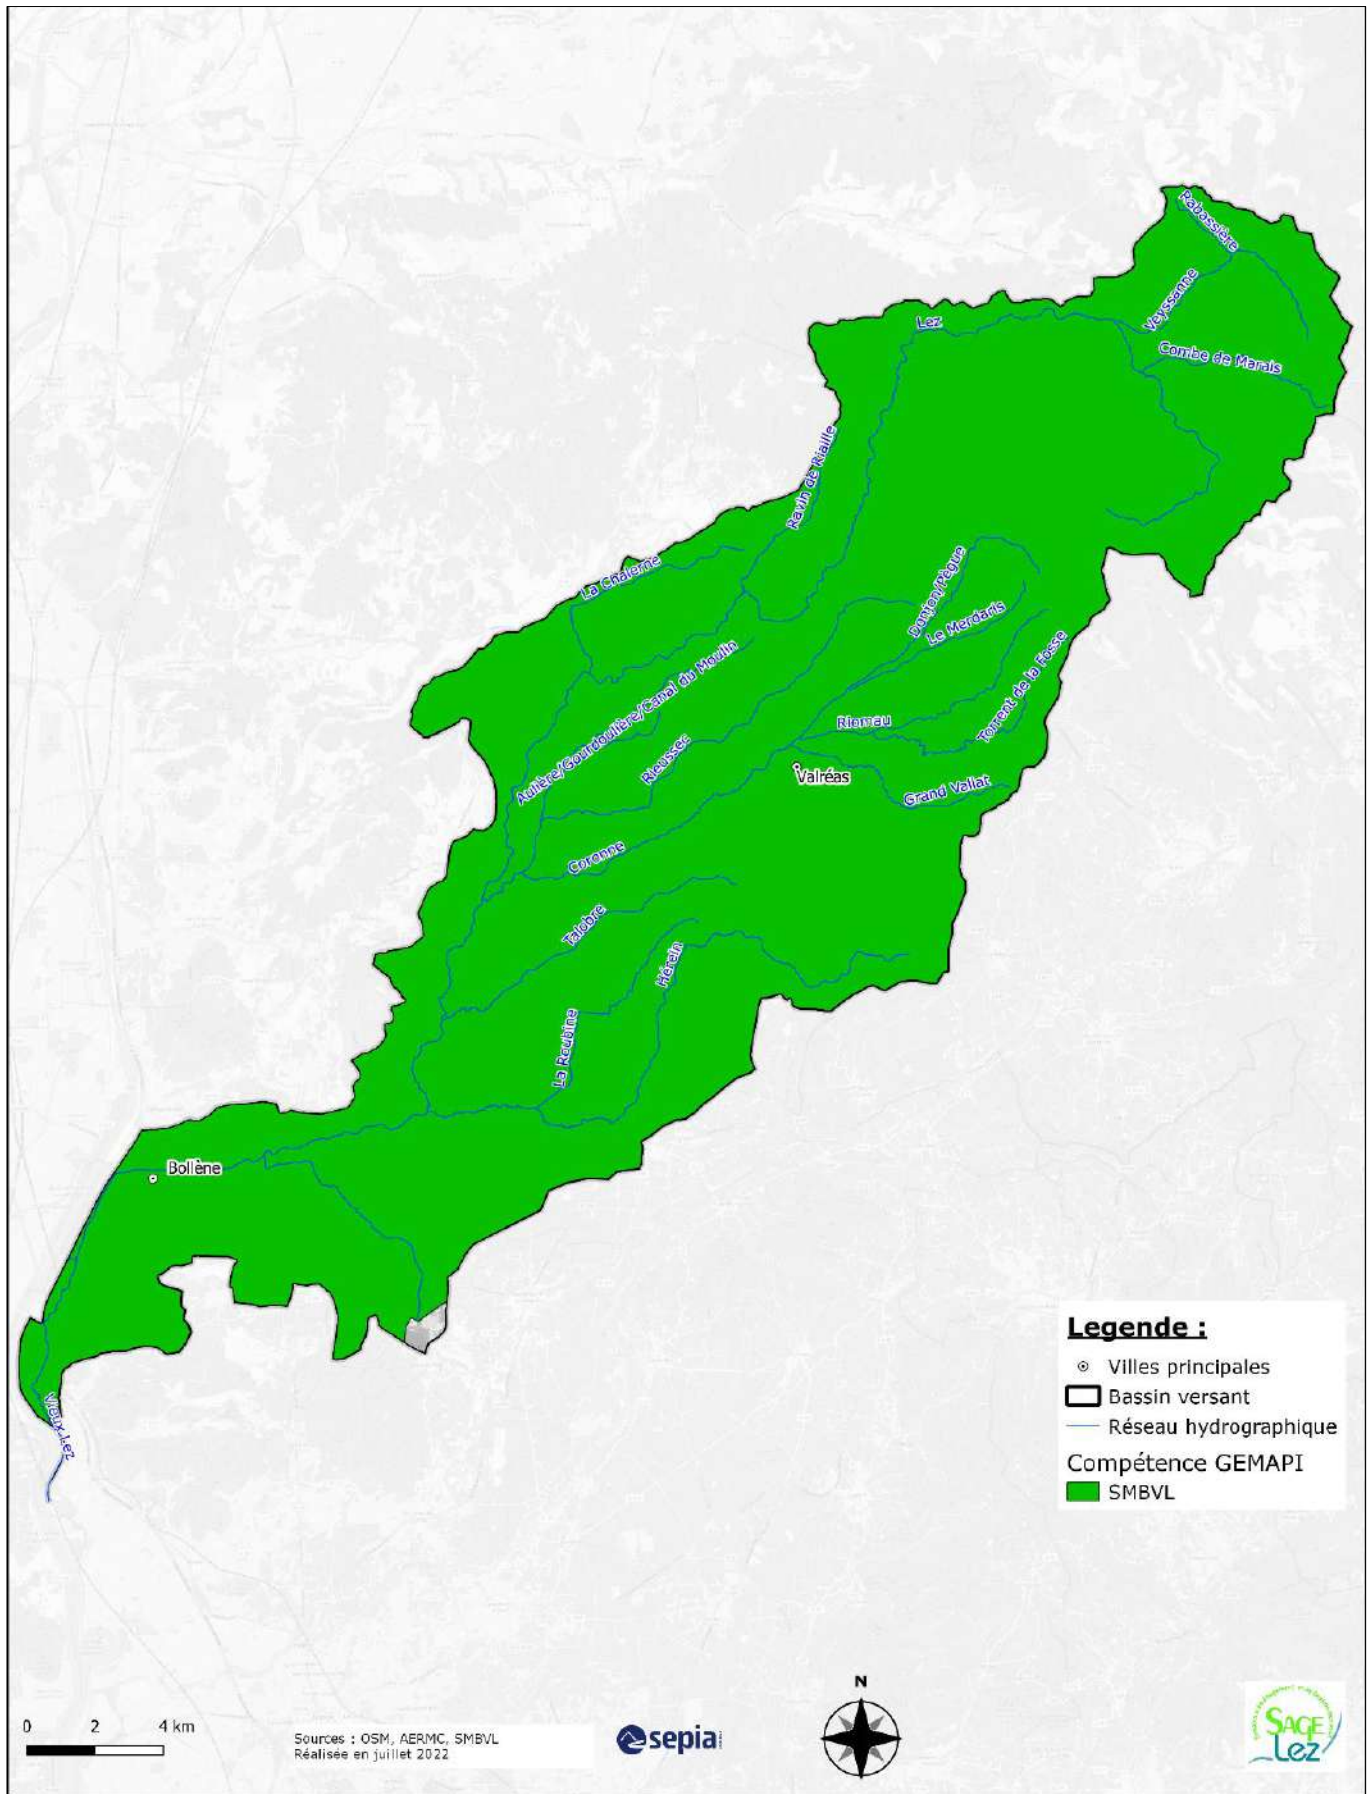 Rabassière
Veyssanne
Lez
Combe de Marais
Ravin de Riaille
La Chalerne
Donjon/Pègue
Le Merdaris
Aulière/Gourdoulière/Canal du Moulin
Torrent de la Fosse
Riomau
Rieussec
Valréas
Grand Vallat
Coronne
Talobre
Hérein
La Roubine
Bollène
Vieux Lez
Legende :
Villes principales
Bassin versant
Réseau hydrographique
Compétence GEMAPI
SMBVL
N
0 2 4 km
Sources : OSM, AERMC, SMBVL
Réalisée en juillet 2022
sepia
SAGE
Lez